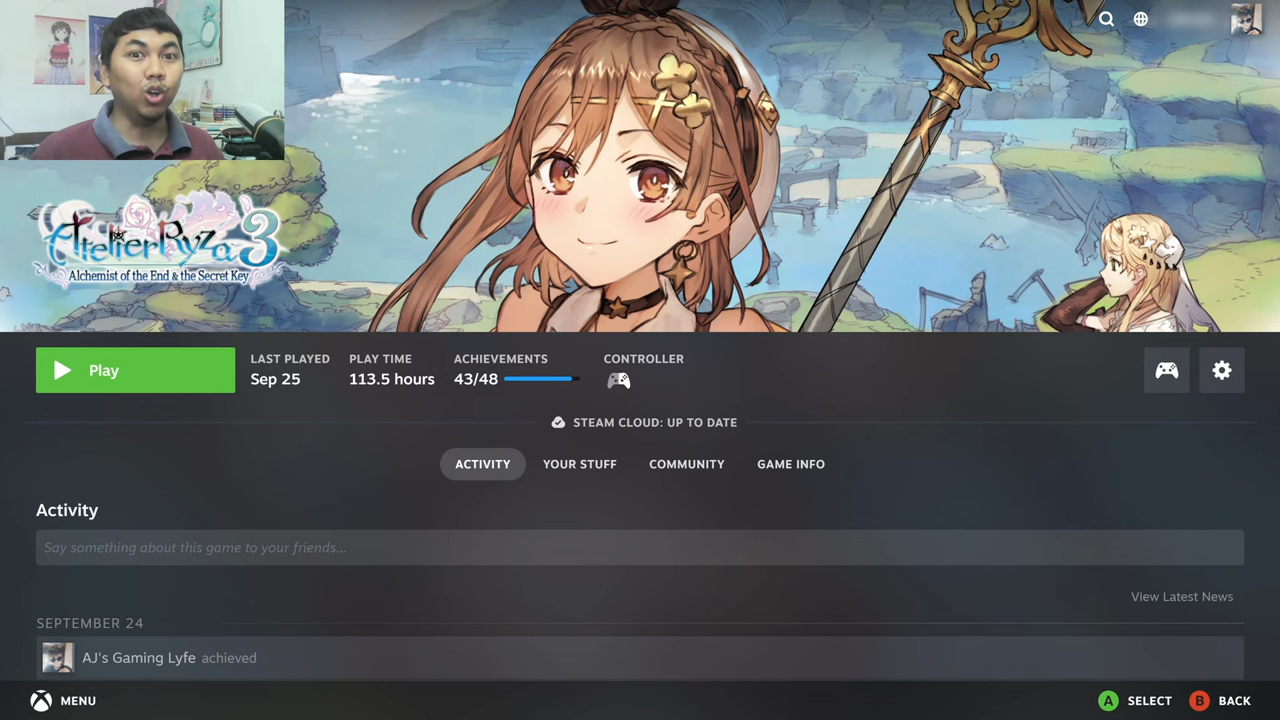 Atelier Ryza 3
Alchemist of the End & the Secret Key
Play
LAST PLAYED
Sep 25
PLAY TIME
113.5 hours
ACHIEVEMENTS
43/48
CONTROLLER
STEAM CLOUD: UP TO DATE
ACTIVITY
YOUR STUFF
COMMUNITY
GAME INFO
Activity
Say something about this game to your friends...
View Latest News
SEPTEMBER 24
AJ's Gaming Lyfe achieved
MENU
A SELECT
B BACK